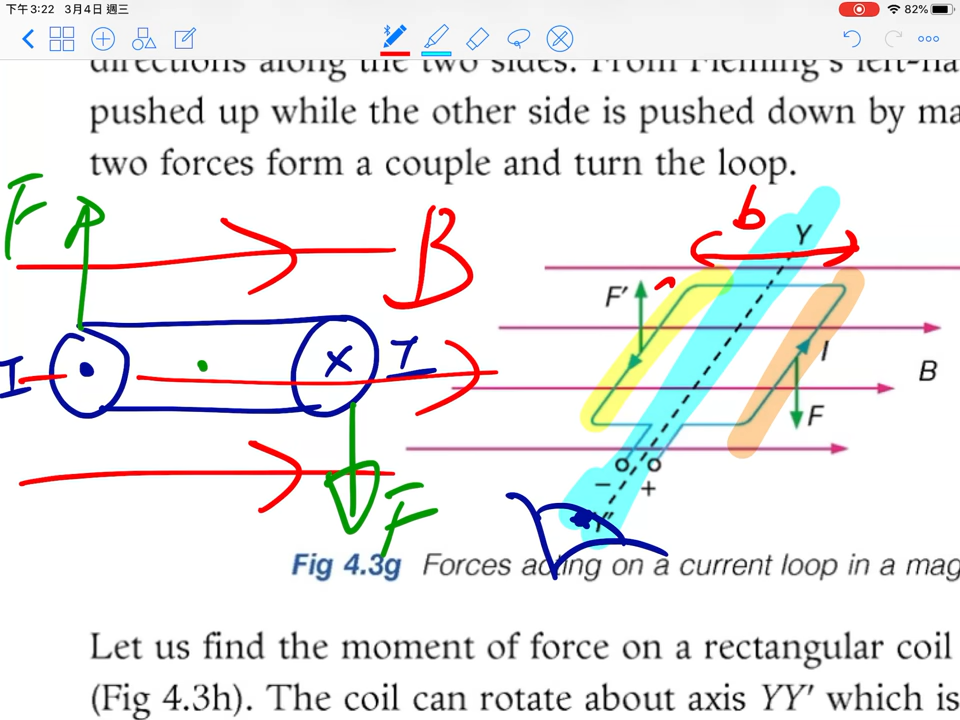 下午3:22 3月4日 週三
82%
directions along the two sides. From Fleming's left-ha
pushed up while the other side is pushed down by ma
two forces form a couple and turn the loop.
F
B
b
Y
F'
I
I
I
B
F
F
− +
Y'
Fig 4.3g Forces acting on a current loop in a mag
Let us find the moment of force on a rectangular coil
(Fig 4.3h). The coil can rotate about axis YY' which is